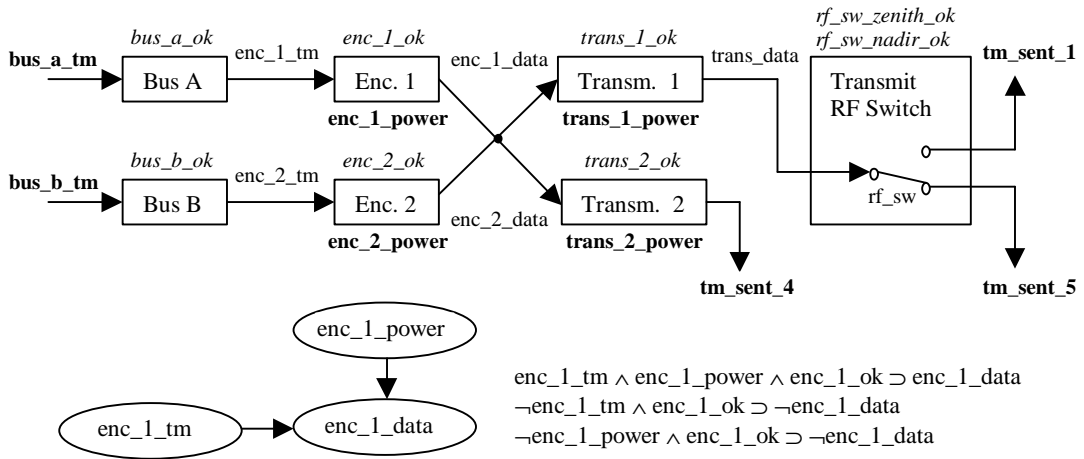 rf_sw_zenith_ok
rf_sw_nadir_ok
bus_a_ok
enc_1_ok
trans_1_ok
bus_a_tm
enc_1_tm
enc_1_data
trans_data
tm_sent_1
Bus A
Enc. 1
Transm. 1
Transmit
RF Switch
enc_1_power
trans_1_power
bus_b_ok
enc_2_ok
trans_2_ok
bus_b_tm
enc_2_tm
Bus B
Enc. 2
Transm. 2
rf_sw
enc_2_data
enc_2_power
trans_2_power
tm_sent_4
tm_sent_5
enc_1_power
enc_1_tm
enc_1_data
enc_1_tm ∧ enc_1_power ∧ enc_1_ok ⊃ enc_1_data
¬enc_1_tm ∧ enc_1_ok ⊃ ¬enc_1_data
¬enc_1_power ∧ enc_1_ok ⊃ ¬enc_1_data